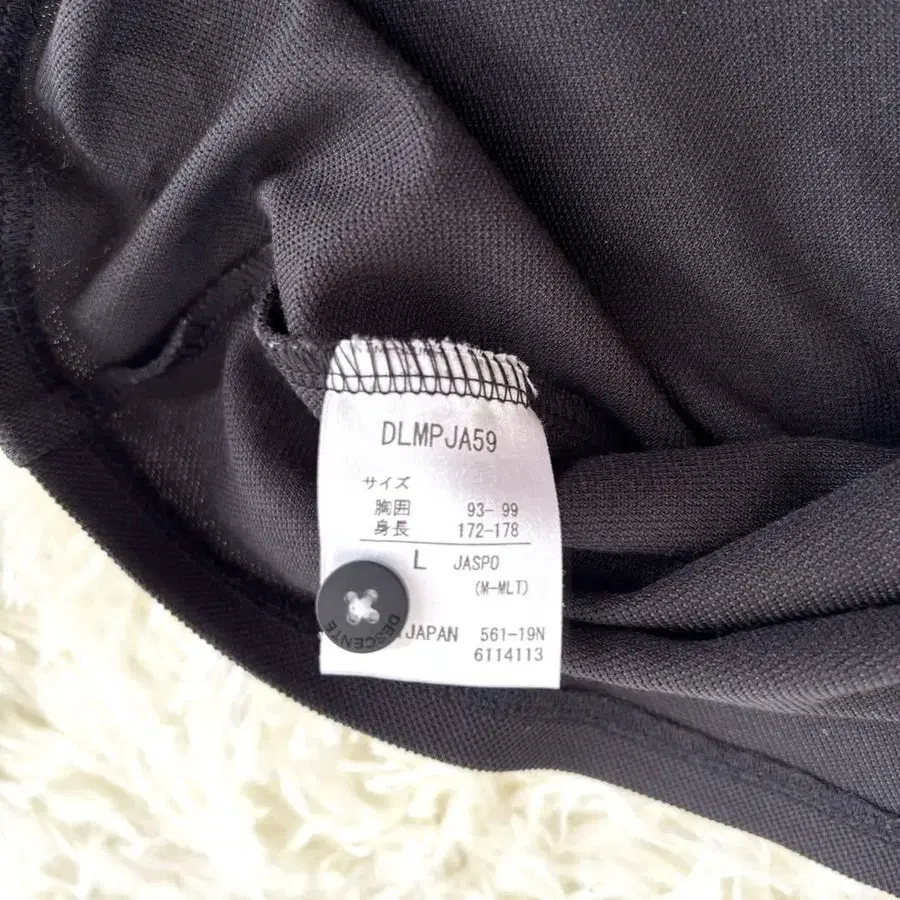 DLMPJA59
サイズ
胸囲 93- 99
身長 172-178
L JASPO
(M-MLT)
DESCENTE
JAPAN 561-19N
6114113